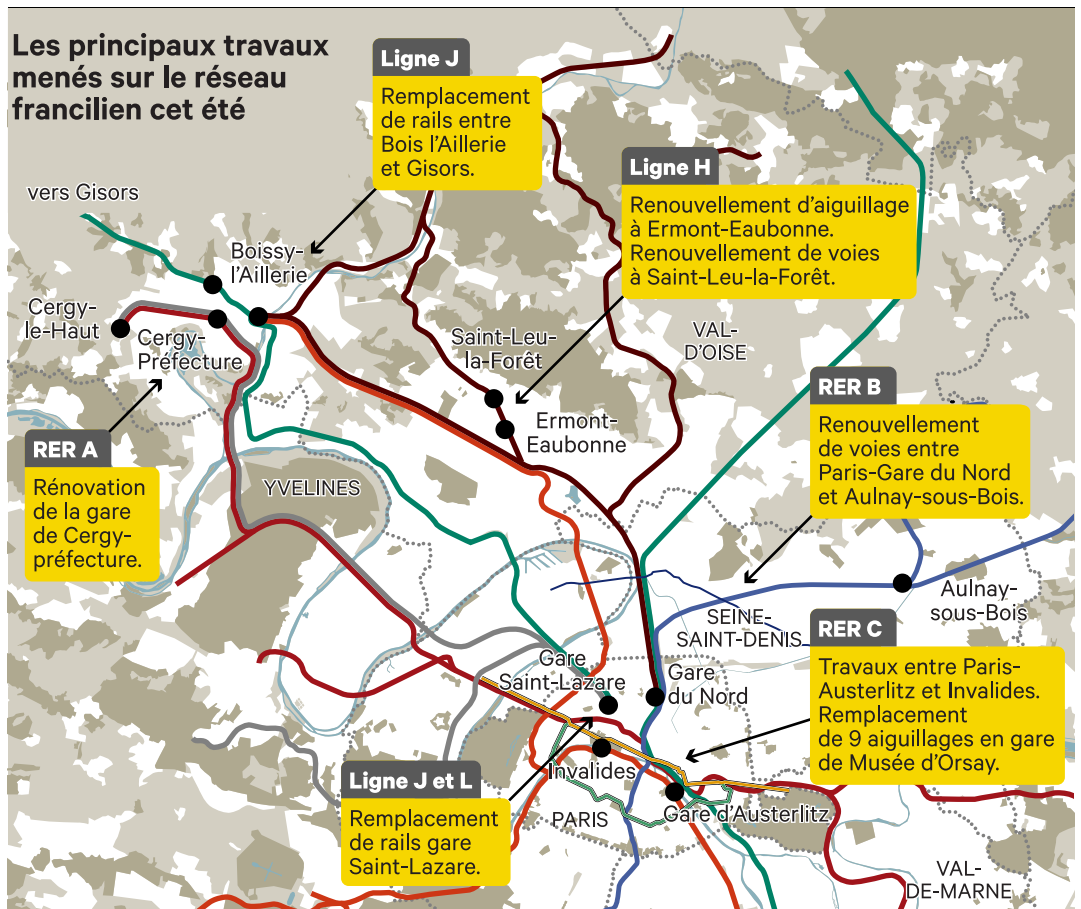 Les principaux travaux
menés sur le réseau
francilien cet été
Ligne J
Remplacement
de rails entre
Bois l'Aillerie
et Gisors.
Ligne H
Renouvellement d'aiguillage
à Ermont-Eaubonne.
Renouvellement de voies
à Saint-Leu-la-Forêt.
vers Gisors
Boissy-
l'Aillerie
Cergy-
le-Haut
Cergy-
Préfecture
Saint-Leu-
la-Forêt
VAL-
D'OISE
Ermont-
Eaubonne
RER B
Renouvellement
de voies entre
Paris-Gare du Nord
et Aulnay-sous-Bois.
RER A
Rénovation
de la gare
de Cergy-
préfecture.
YVELINES
Aulnay-
sous-Bois
SEINE-
SAINT-DENIS
RER C
Travaux entre Paris-
Austerlitz et Invalides.
Remplacement
de 9 aiguillages en gare
de Musée d'Orsay.
Gare
Saint-Lazare
Gare
du Nord
Invalides
Ligne J et L
Remplacement
de rails gare
Saint-Lazare.
PARIS
Gare d'Austerlitz
VAL-
DE-MARNE